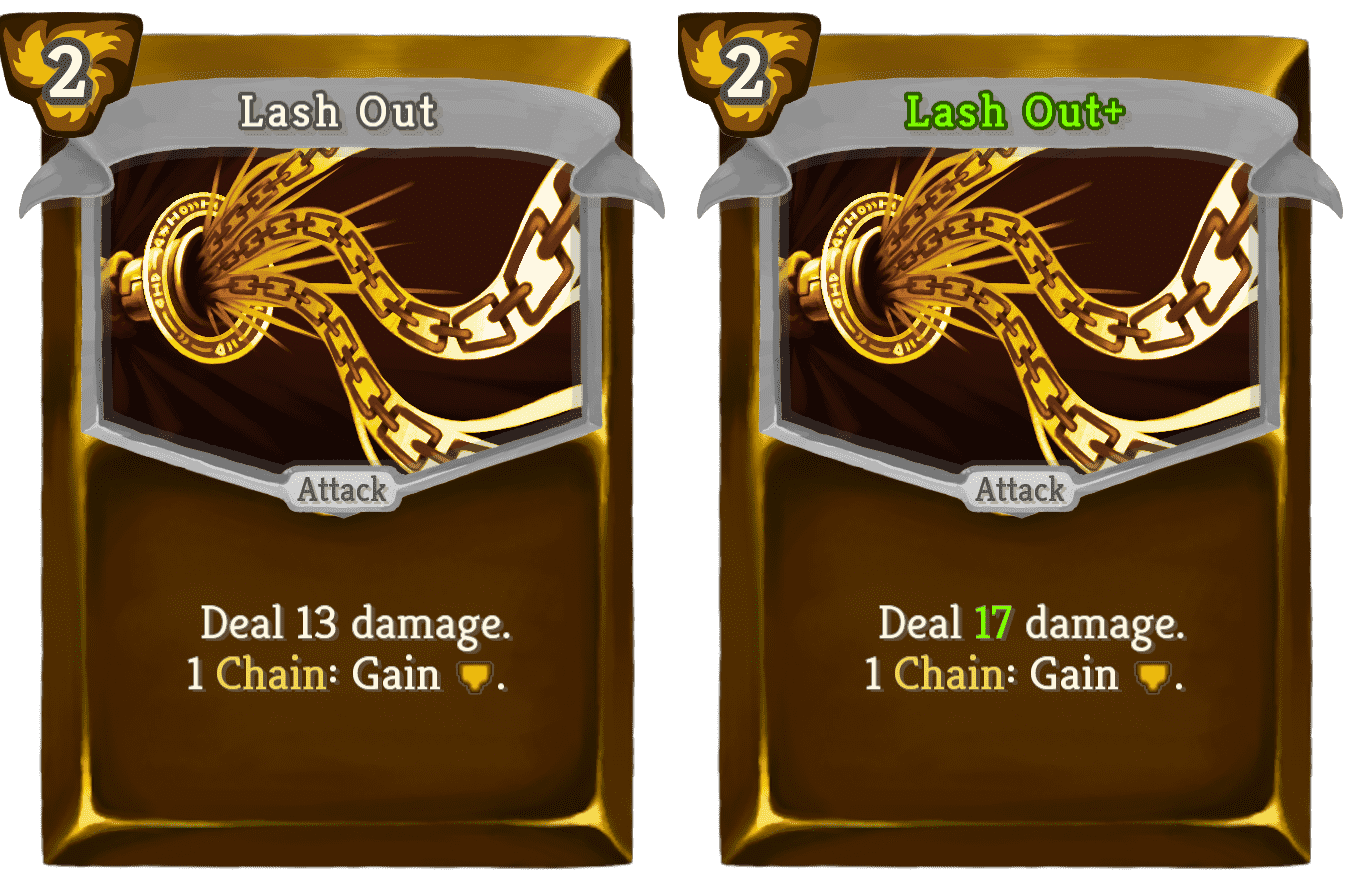 2
Lash Out
Attack
Deal 13 damage.
1 Chain: Gain .
2
Lash Out+
Attack
Deal 17 damage.
1 Chain: Gain .